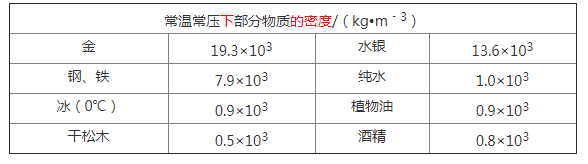 常温常压下部分物质的密度/(kg•m⁻³)
金 19.3×10³ 水银 13.6×10³
钢、铁 7.9×10³ 纯水 1.0×10³
冰(0℃) 0.9×10³ 植物油 0.9×10³
干松木 0.5×10³ 酒精 0.8×10³